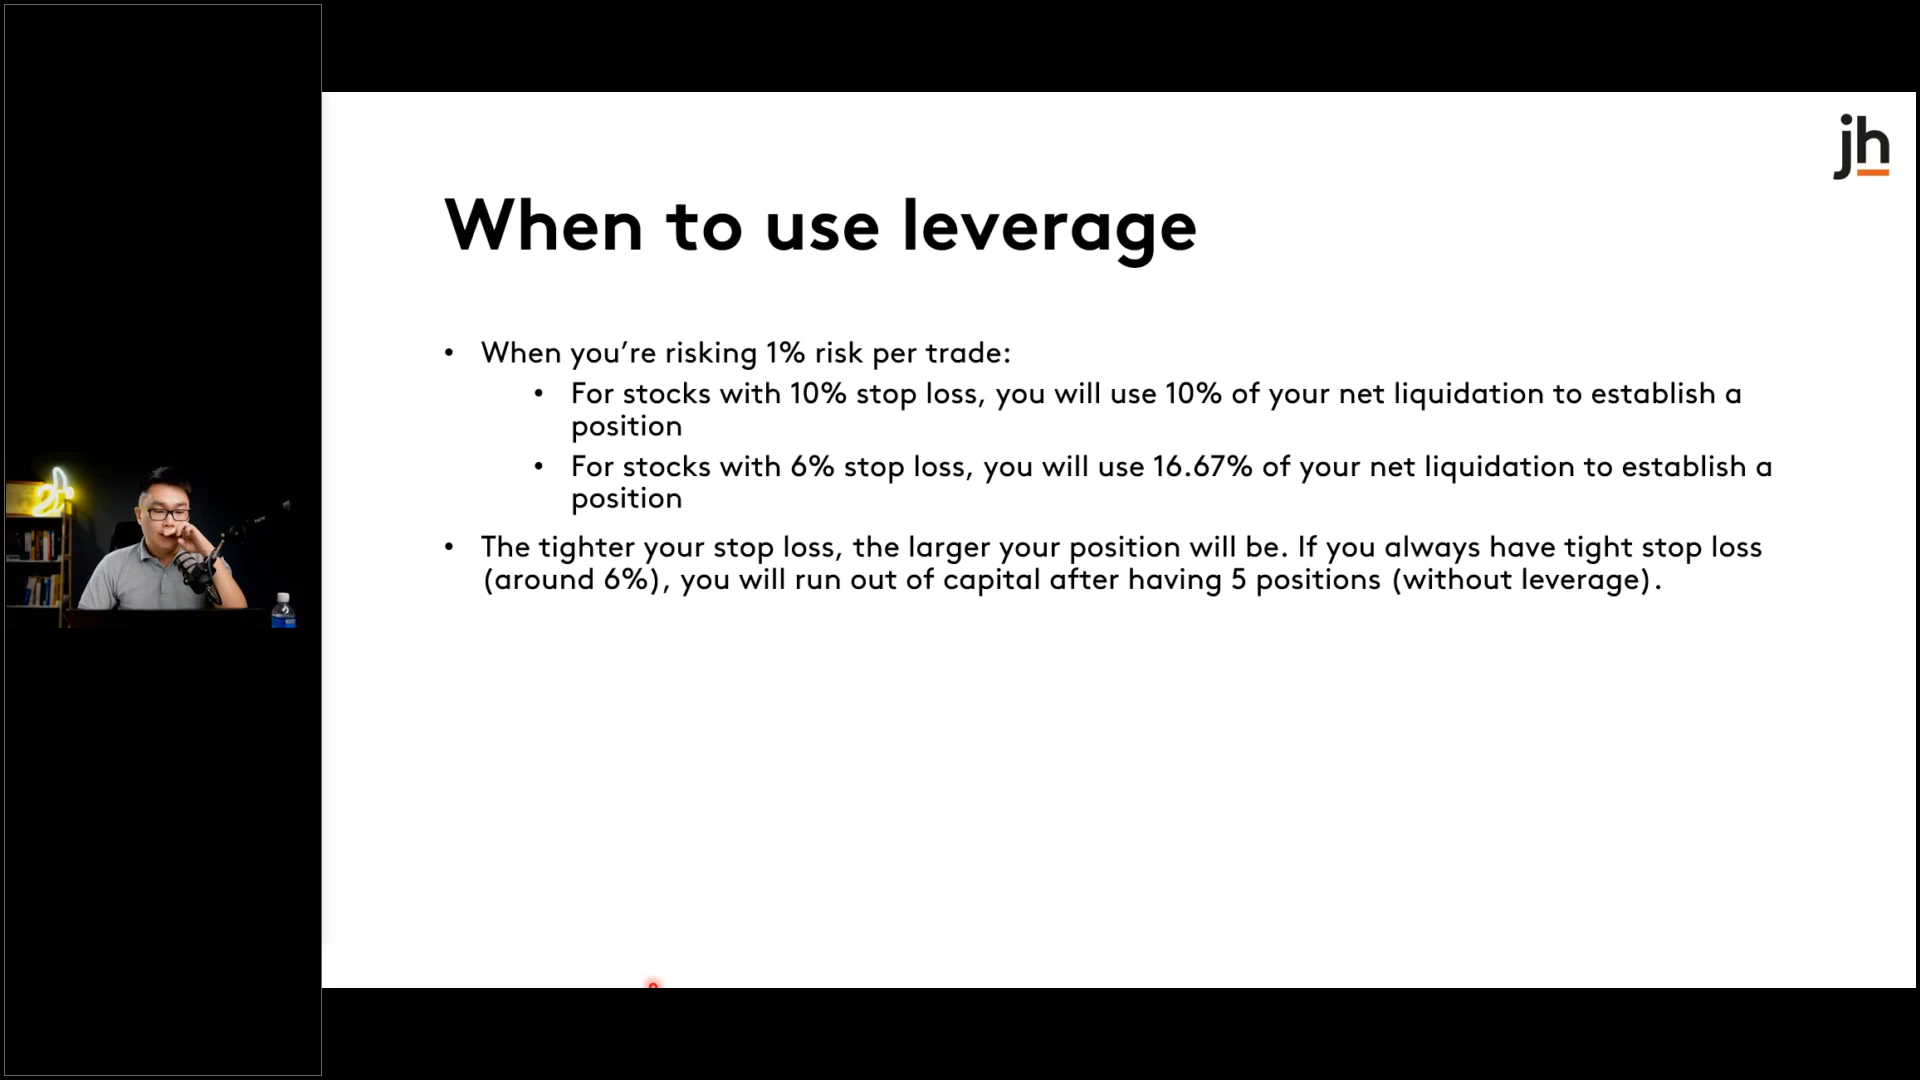 jh
When to use leverage
• When you’re risking 1% risk per trade:
• For stocks with 10% stop loss, you will use 10% of your net liquidation to establish a
position
• For stocks with 6% stop loss, you will use 16.67% of your net liquidation to establish a
position
• The tighter your stop loss, the larger your position will be. If you always have tight stop loss
(around 6%), you will run out of capital after having 5 positions (without leverage).